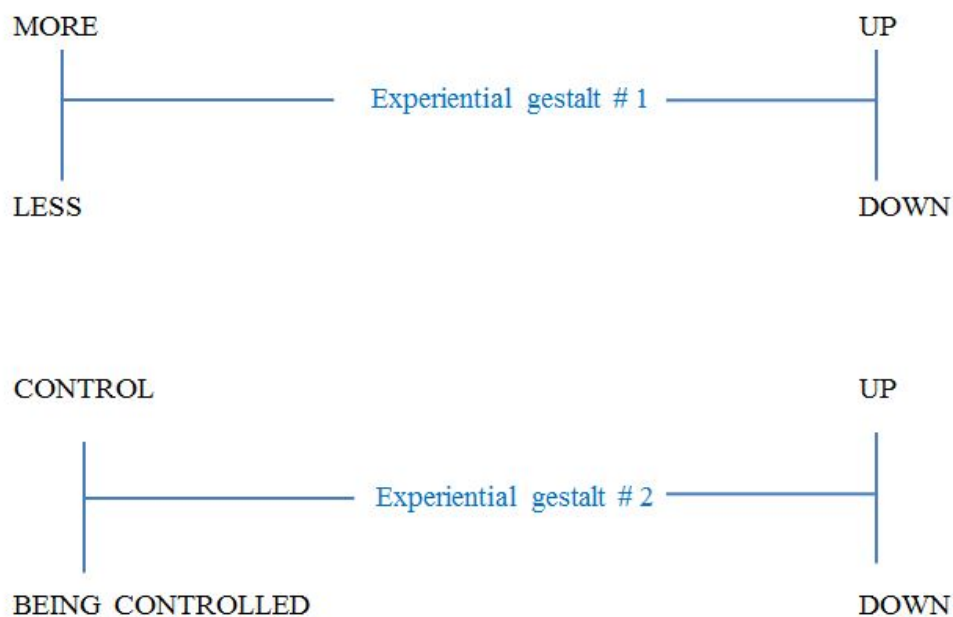 MORE UP
Experiential gestalt # 1
LESS DOWN
CONTROL UP
Experiential gestalt # 2
BEING CONTROLLED DOWN